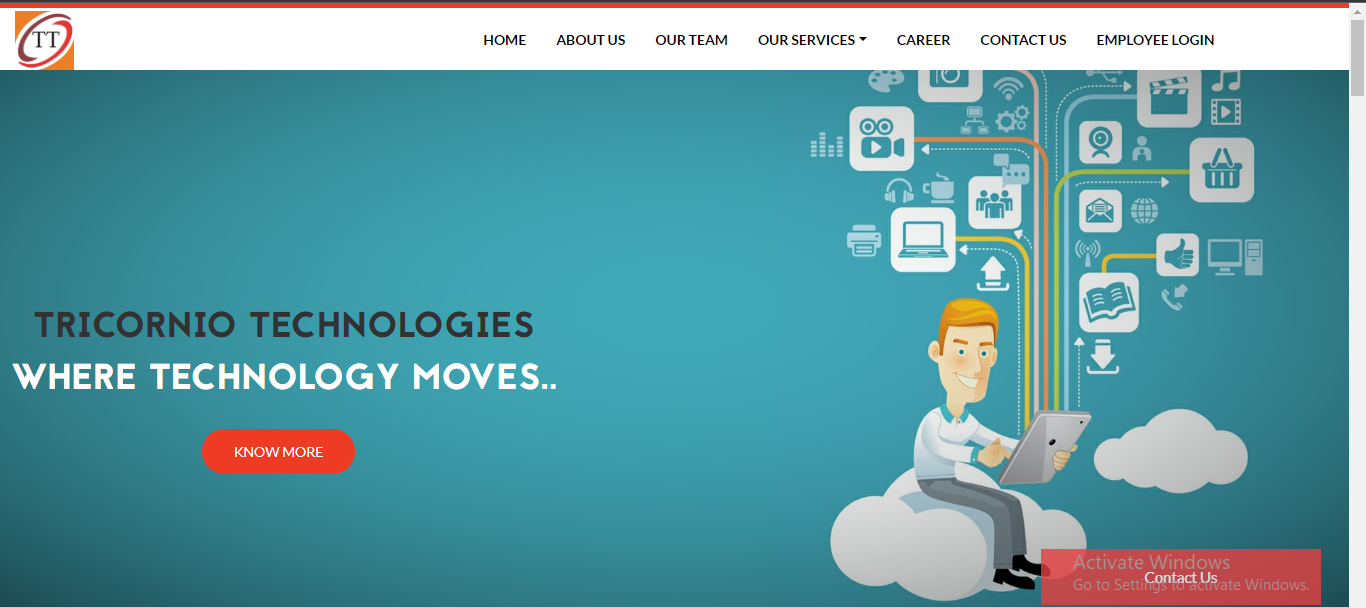 TT
HOME ABOUT US OUR TEAM OUR SERVICES CAREER CONTACT US EMPLOYEE LOGIN
TRICORNIO TECHNOLOGIES
WHERE TECHNOLOGY MOVES..
KNOW MORE
Activate Windows
Contact Us
Go to Settings to activate Windows.